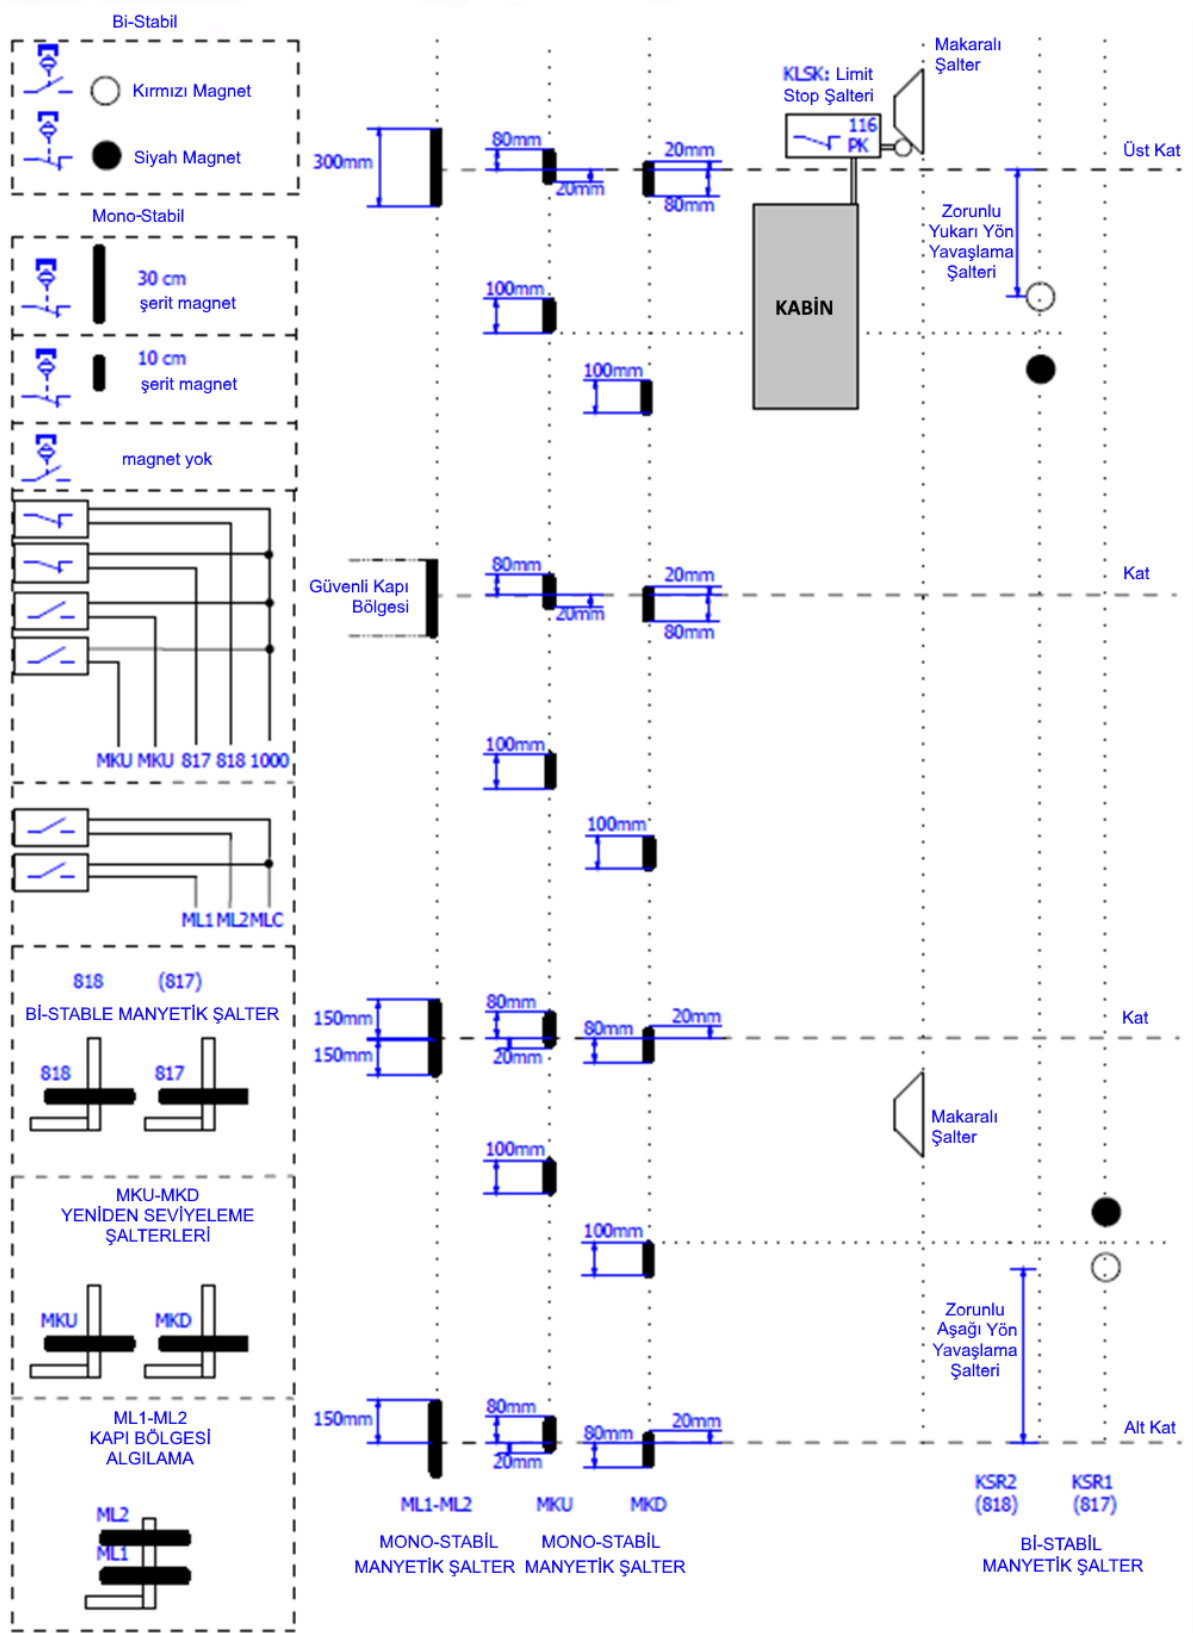 Bi-Stabil
Kırmızı Magnet
Siyah Magnet
Mono-Stabil
30 cm
şerit magnet
10 cm
şerit magnet
magnet yok
MKU MKU 817 818 1000
ML1 ML2 MLC
818 (817)
Bİ-STABLE MANYETİK ŞALTER
818 817
MKU-MKD
YENİDEN SEVİYELEME
ŞALTERLERİ
MKU MKD
ML1-ML2
KAPI BÖLGESİ
ALGILAMA
ML2
ML1
Makaralı
Şalter
KLSK: Limit
Stop Şalteri
116
PK
300mm
80mm
20mm
20mm
80mm
Üst Kat
Zorunlu
Yukarı Yön
Yavaşlama
Şalteri
100mm
KABİN
100mm
Güvenli Kapı
Bölgesi
80mm
20mm
20mm
80mm
Kat
100mm
100mm
150mm
150mm
80mm
20mm
80mm
20mm
Kat
Makaralı
Şalter
100mm
100mm
Zorunlu
Aşağı Yön
Yavaşlama
Şalteri
150mm
80mm
20mm
80mm
20mm
Alt Kat
ML1-ML2 MKU MKD
KSR2 KSR1
(818) (817)
MONO-STABİL MONO-STABİL
MANYETİK ŞALTER MANYETİK ŞALTER
Bİ-STABİL
MANYETİK ŞALTER